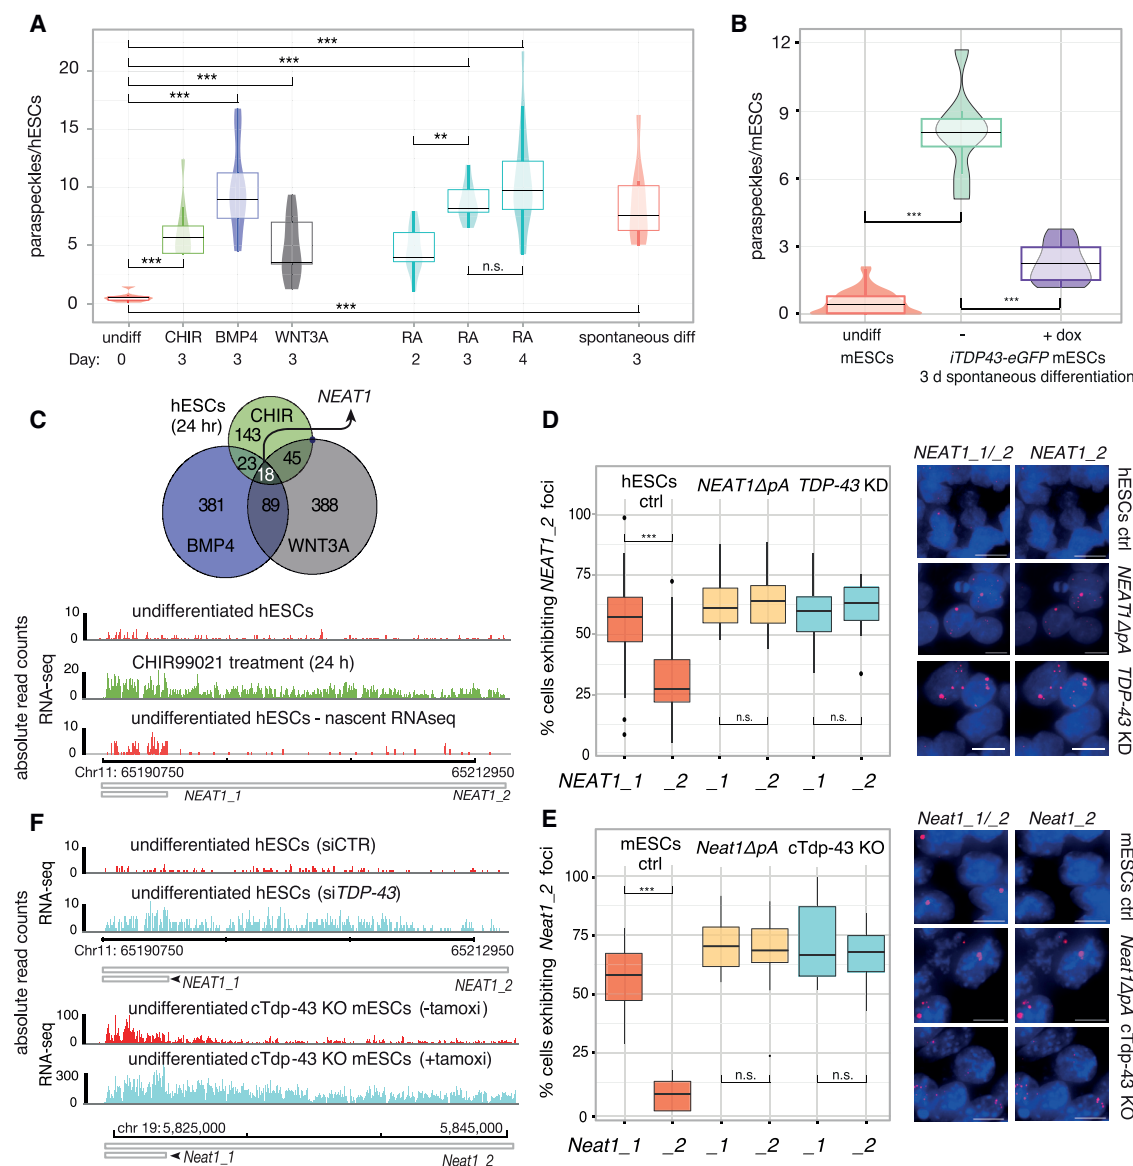 A
paraspeckles/hESCs
20
15
10
5
0
***
***
***
***
***
**
n.s.
***
undiff CHIR BMP4 WNT3A RA RA RA spontaneous diff
Day: 0 3 3 3 2 3 4 3
B
paraspeckles/mESCs
12
9
6
3
0
***
***
undiff - + dox
mESCs iTDP43-eGFP mESCs
3 d spontaneous differentiation
C
hESCs
(24 hr)
NEAT1
CHIR
143
23
45
18
381
89
388
BMP4
WNT3A
absolute read counts
RNA-seq
10
0
undifferentiated hESCs
20
0
CHIR99021 treatment (24 h)
10
0
undifferentiated hESCs - nascent RNAseq
Chr11: 65190750 65212950
NEAT1_1 NEAT1_2
D
% cells exhibiting NEAT1_2 foci
100
75
50
25
0
hESCs
ctrl
NEAT1ΔpA
TDP-43 KD
***
n.s.
n.s.
NEAT1_1 _2 _1 _2 _1 _2
NEAT1_1/_2 NEAT1_2
hESCs ctrl
NEAT1ΔpA
TDP-43 KD
E
% cells exhibiting Neat1_2 foci
100
75
50
25
0
mESCs
ctrl
Neat1ΔpA
cTdp-43 KO
***
n.s.
n.s.
Neat1_1 _2 _1 _2 _1 _2
Neat1_1/_2 Neat1_2
mESCs ctrl
Neat1ΔpA
cTdp-43 KO
F
absolute read counts
RNA-seq
10
0
undifferentiated hESCs (siCTR)
10
0
undifferentiated hESCs (siTDP-43)
Chr11: 65190750 65212950
NEAT1_1 NEAT1_2
RNA-seq
100
0
undifferentiated cTdp-43 KO mESCs (-tamoxi)
300
0
undifferentiated cTdp-43 KO mESCs (+tamoxi)
chr 19: 5,825,000 5,845,000
Neat1_1 Neat1_2